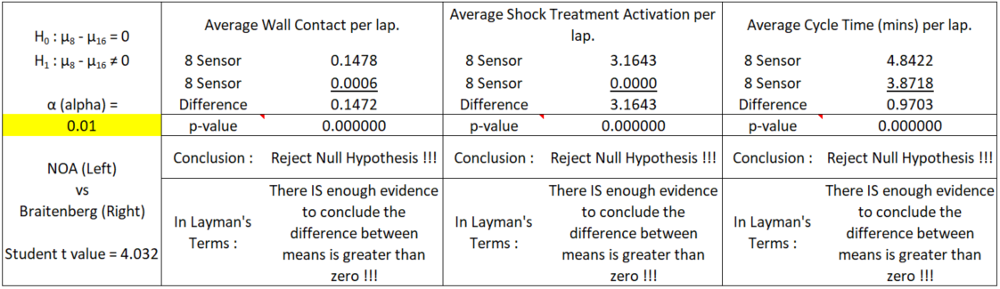 H₀ : µ₈ - µ₁₆ = 0
H₁ : µ₈ - µ₁₆ ≠ 0
α (alpha) =
0.01
NOA (Left)
vs
Braitenberg (Right)
Student t value = 4.032
Average Wall Contact per lap.
8 Sensor 0.1478
8 Sensor 0.0006
Difference 0.1472
p-value 0.000000
Conclusion : Reject Null Hypothesis !!!
In Layman's
Terms :
There IS enough evidence
to conclude the
difference between
means is greater than
zero !!!
Average Shock Treatment Activation per
lap.
8 Sensor 3.1643
8 Sensor 0.0000
Difference 3.1643
p-value 0.000000
Conclusion : Reject Null Hypothesis !!!
In Layman's
Terms :
There IS enough evidence
to conclude the
difference between
means is greater than
zero !!!
Average Cycle Time (mins) per lap.
8 Sensor 4.8422
8 Sensor 3.8718
Difference 0.9703
p-value 0.000000
Conclusion : Reject Null Hypothesis !!!
In Layman's
Terms :
There IS enough evidence
to conclude the
difference between
means is greater than
zero !!!